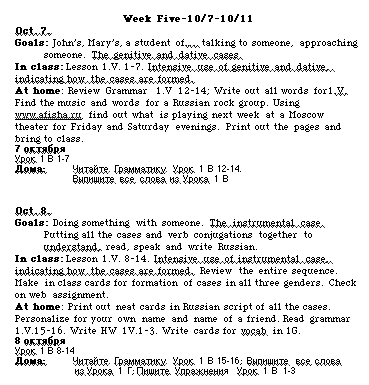 Week Five-10/7-10/11
Oct. 7.
Goals: John's, Mary's, a student of... talking to someone, approaching
someone. The genitive and dative cases.
In class: Lesson 1.V. 1-7. Intensive use of genitive and dative,
indicating how the cases are formed.
At home: Review Grammar 1.V 12-14; Write out all words for1.V.
Find the music and words for a Russian rock group. Using
www.afisha.ru, find out what is playing next week at a Moscow
theater for Friday and Saturday evenings. Print out the pages and
bring to class.
7 октября
Урок 1 В 1-7
Дома: Читайте Грамматику. Урок 1 В 12-14.
Выпишите все слова из Урока 1 В
Oct. 8.
Goals: Doing something with someone. The instrumental case.
Putting all the cases and verb conjugations together to
understand, read, speak and write Russian.
In class: Lesson 1.V. 8-14. Intensive use of instrumental case,
indicating how the cases are formed. Review the entire sequence.
Make in class cards for formation of cases in all three genders. Check
on web assignment.
At home: Print out neat cards in Russian script of all the cases.
Personalize for your own name and name of a friend. Read grammar
1.V.15-16. Write HW 1V.1-3. Write cards for vocab in 1G.
8 октября
Урок 1 В 8-14
Дома: Читайте Грамматику. Урок 1 В 15-16; Выпишите все слова
из Урока 1 Г; Пишите Упражнения Урок 1 В 1-3